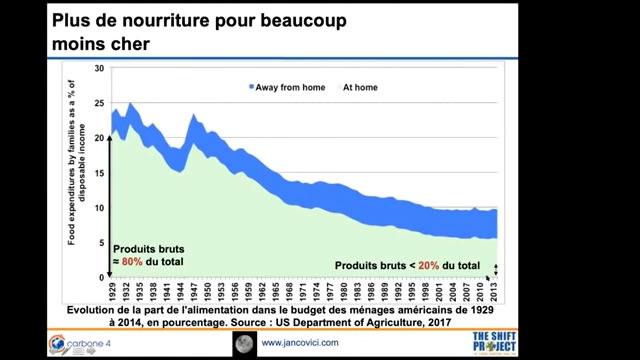 Plus de nourriture pour beaucoup
moins cher
30
25
20
15
10
5
0
Food expenditures by families as a % of
disposable income
Away from home
At home
Produits bruts
≈ 80% du total
Produits bruts < 20% du total
1929
1932
1935
1938
1941
1944
1947
1950
1953
1956
1959
1962
1965
1968
1971
1974
1977
1980
1983
1986
1989
1992
1995
1998
2001
2004
2007
2010
2013
Evolution de la part de l'alimentation dans le budget des ménages américains de 1929
à 2014, en pourcentage. Source : US Department of Agriculture, 2017
carbone 4
www.jancovici.com
THE SHIFT
PROJECT